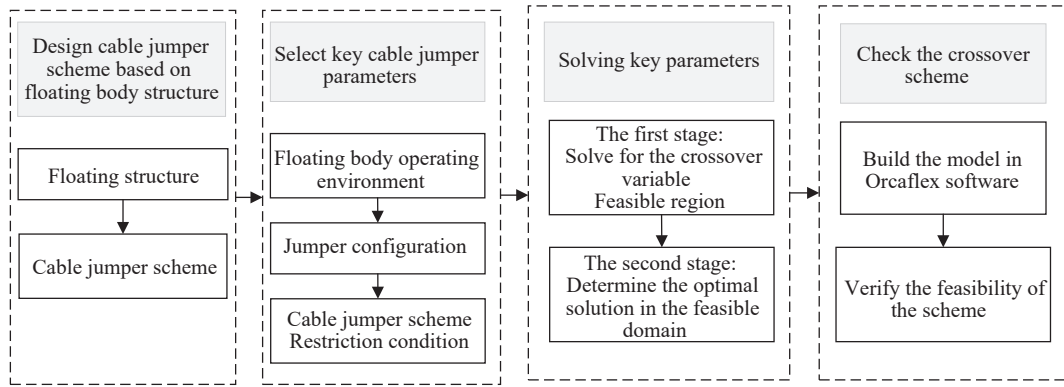 Design cable jumper
scheme based on
floating body structure
Floating structure
Cable jumper scheme
Select key cable jumper
parameters
Floating body operating
environment
Jumper configuration
Cable jumper scheme
Restriction condition
Solving key parameters
The first stage:
Solve for the crossover
variable
Feasible region
The second stage:
Determine the optimal
solution in the feasible
domain
Check the crossover
scheme
Build the model in
Orcaflex software
Verify the feasibility of
the scheme